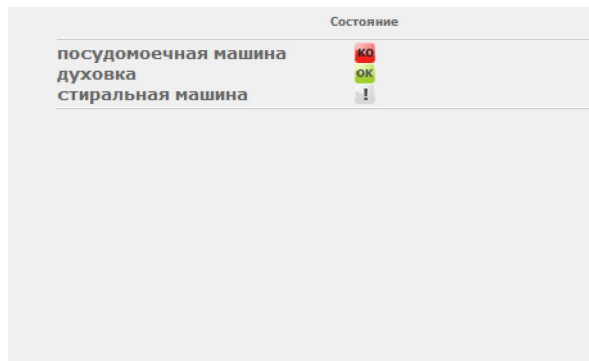 Состояние
посудомоечная машина KO
духовка OK
стиральная машина !